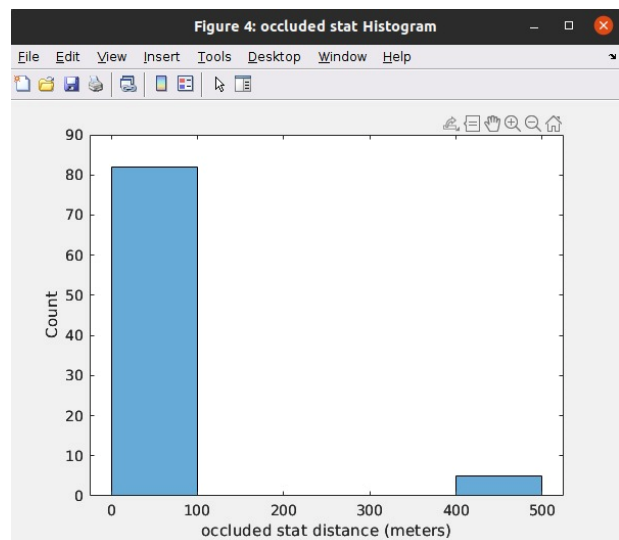 Figure 4: occluded stat Histogram
File Edit View Insert Tools Desktop Window Help
90
80
70
60
50
40
30
20
10
0
Count
0 100 200 300 400 500
occluded stat distance (meters)